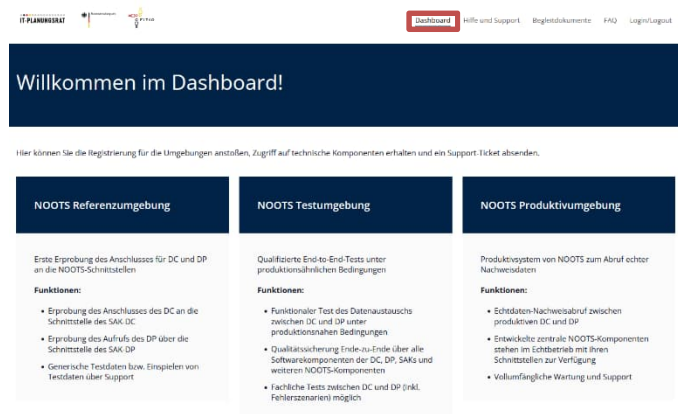 IT-PLANUNGSRAT
Dashboard Hilfe und Support Begleitdokumente FAQ Login/Logout
Willkommen im Dashboard!
Hier können Sie die Registrierung für die Umgebungen anstoßen, Zugriff auf technische Komponenten erhalten und ein Support-Ticket absenden.
NOOTS Referenzumgebung
Erste Erprobung des Anschlusses für DC und DP
an die NOOTS-Schnittstellen
Funktionen:
• Erprobung des Anschlusses des DC an die
Schnittstelle des SAK-DC
• Erprobung des Aufrufs des DP über die
Schnittstelle des SAK-DP
• Generische Testdaten bzw. Einspielen von
Testdaten über Support
NOOTS Testumgebung
Qualifizierte End-to-End-Tests unter
produktionsähnlichen Bedingungen
Funktionen:
• Funktionaler Test des Datenaustauschs
zwischen DC und DP unter
produktionsnahen Bedingungen
• Qualitätssicherung Ende-zu-Ende über alle
Softwarekomponenten der DC, DP, SAKs und
weiteren NOOTS-Komponenten
• Fachliche Tests zwischen DC und DP (inkl.
Fehlerszenarien) möglich
NOOTS Produktivumgebung
Produktivsystem von NOOTS zum Abruf echter
Nachweisdaten
Funktionen:
• Echtdaten-Nachweisabruf zwischen
produktiven DC und DP
• Entwickelte zentrale NOOTS-Komponenten
stehen im Echtbetrieb mit ihren
Schnittstellen zur Verfügung
• Vollumfängliche Wartung und Support